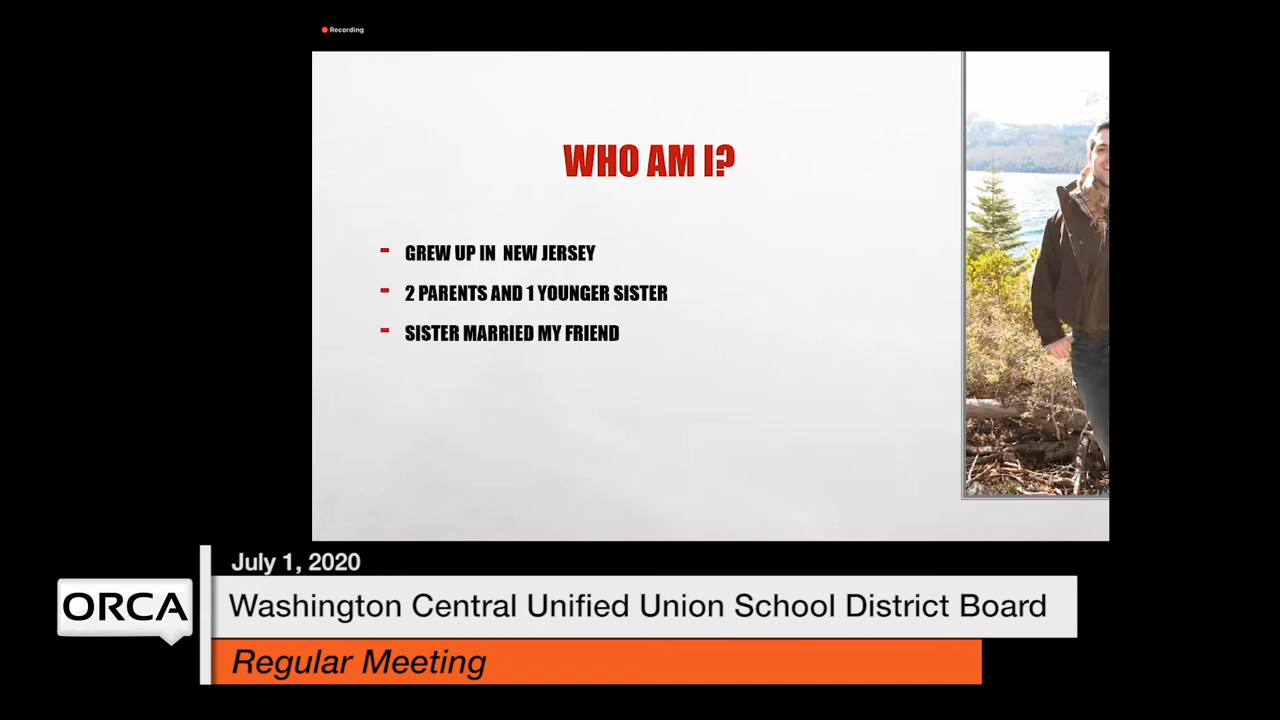 Recording
WHO AM I?
- GREW UP IN NEW JERSEY
- 2 PARENTS AND 1 YOUNGER SISTER
- SISTER MARRIED MY FRIEND
July 1, 2020
ORCA
Washington Central Unified Union School District Board
Regular Meeting